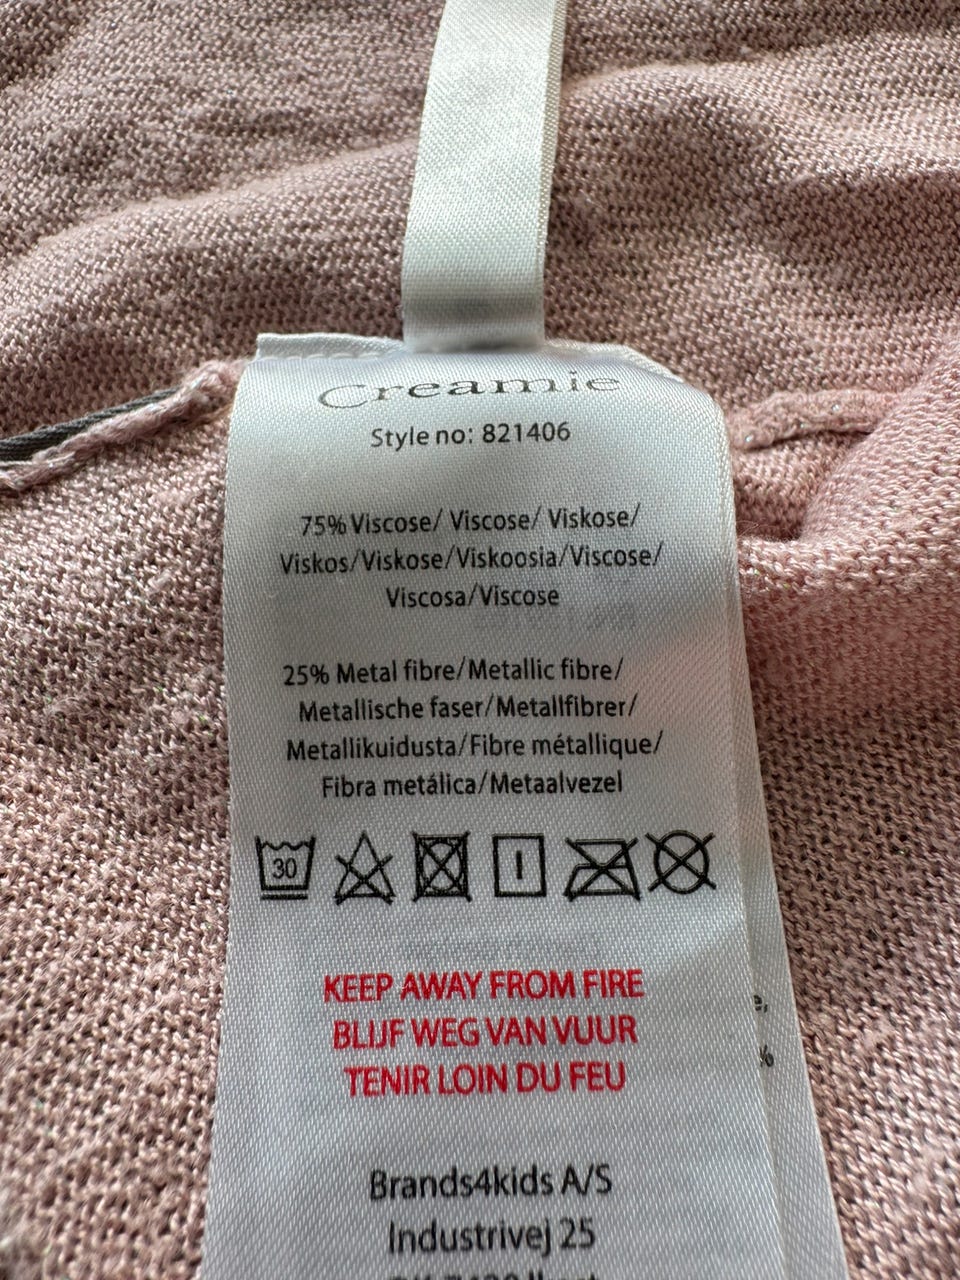 Creamie
Style no: 821406
75% Viscose/ Viscose/ Viskose/
Viskos/Viskose/Viskoosia/Viscose/
Viscosa/Viscose
25% Metal fibre/Metallic fibre/
Metallische faser/Metallfibrer/
Metallikuidusta/Fibre métallique/
Fibra metálica/Metaalvezel
30
KEEP AWAY FROM FIRE
BLIJF WEG VAN VUUR
TENIR LOIN DU FEU
Brands4kids A/S
Industrivej 25